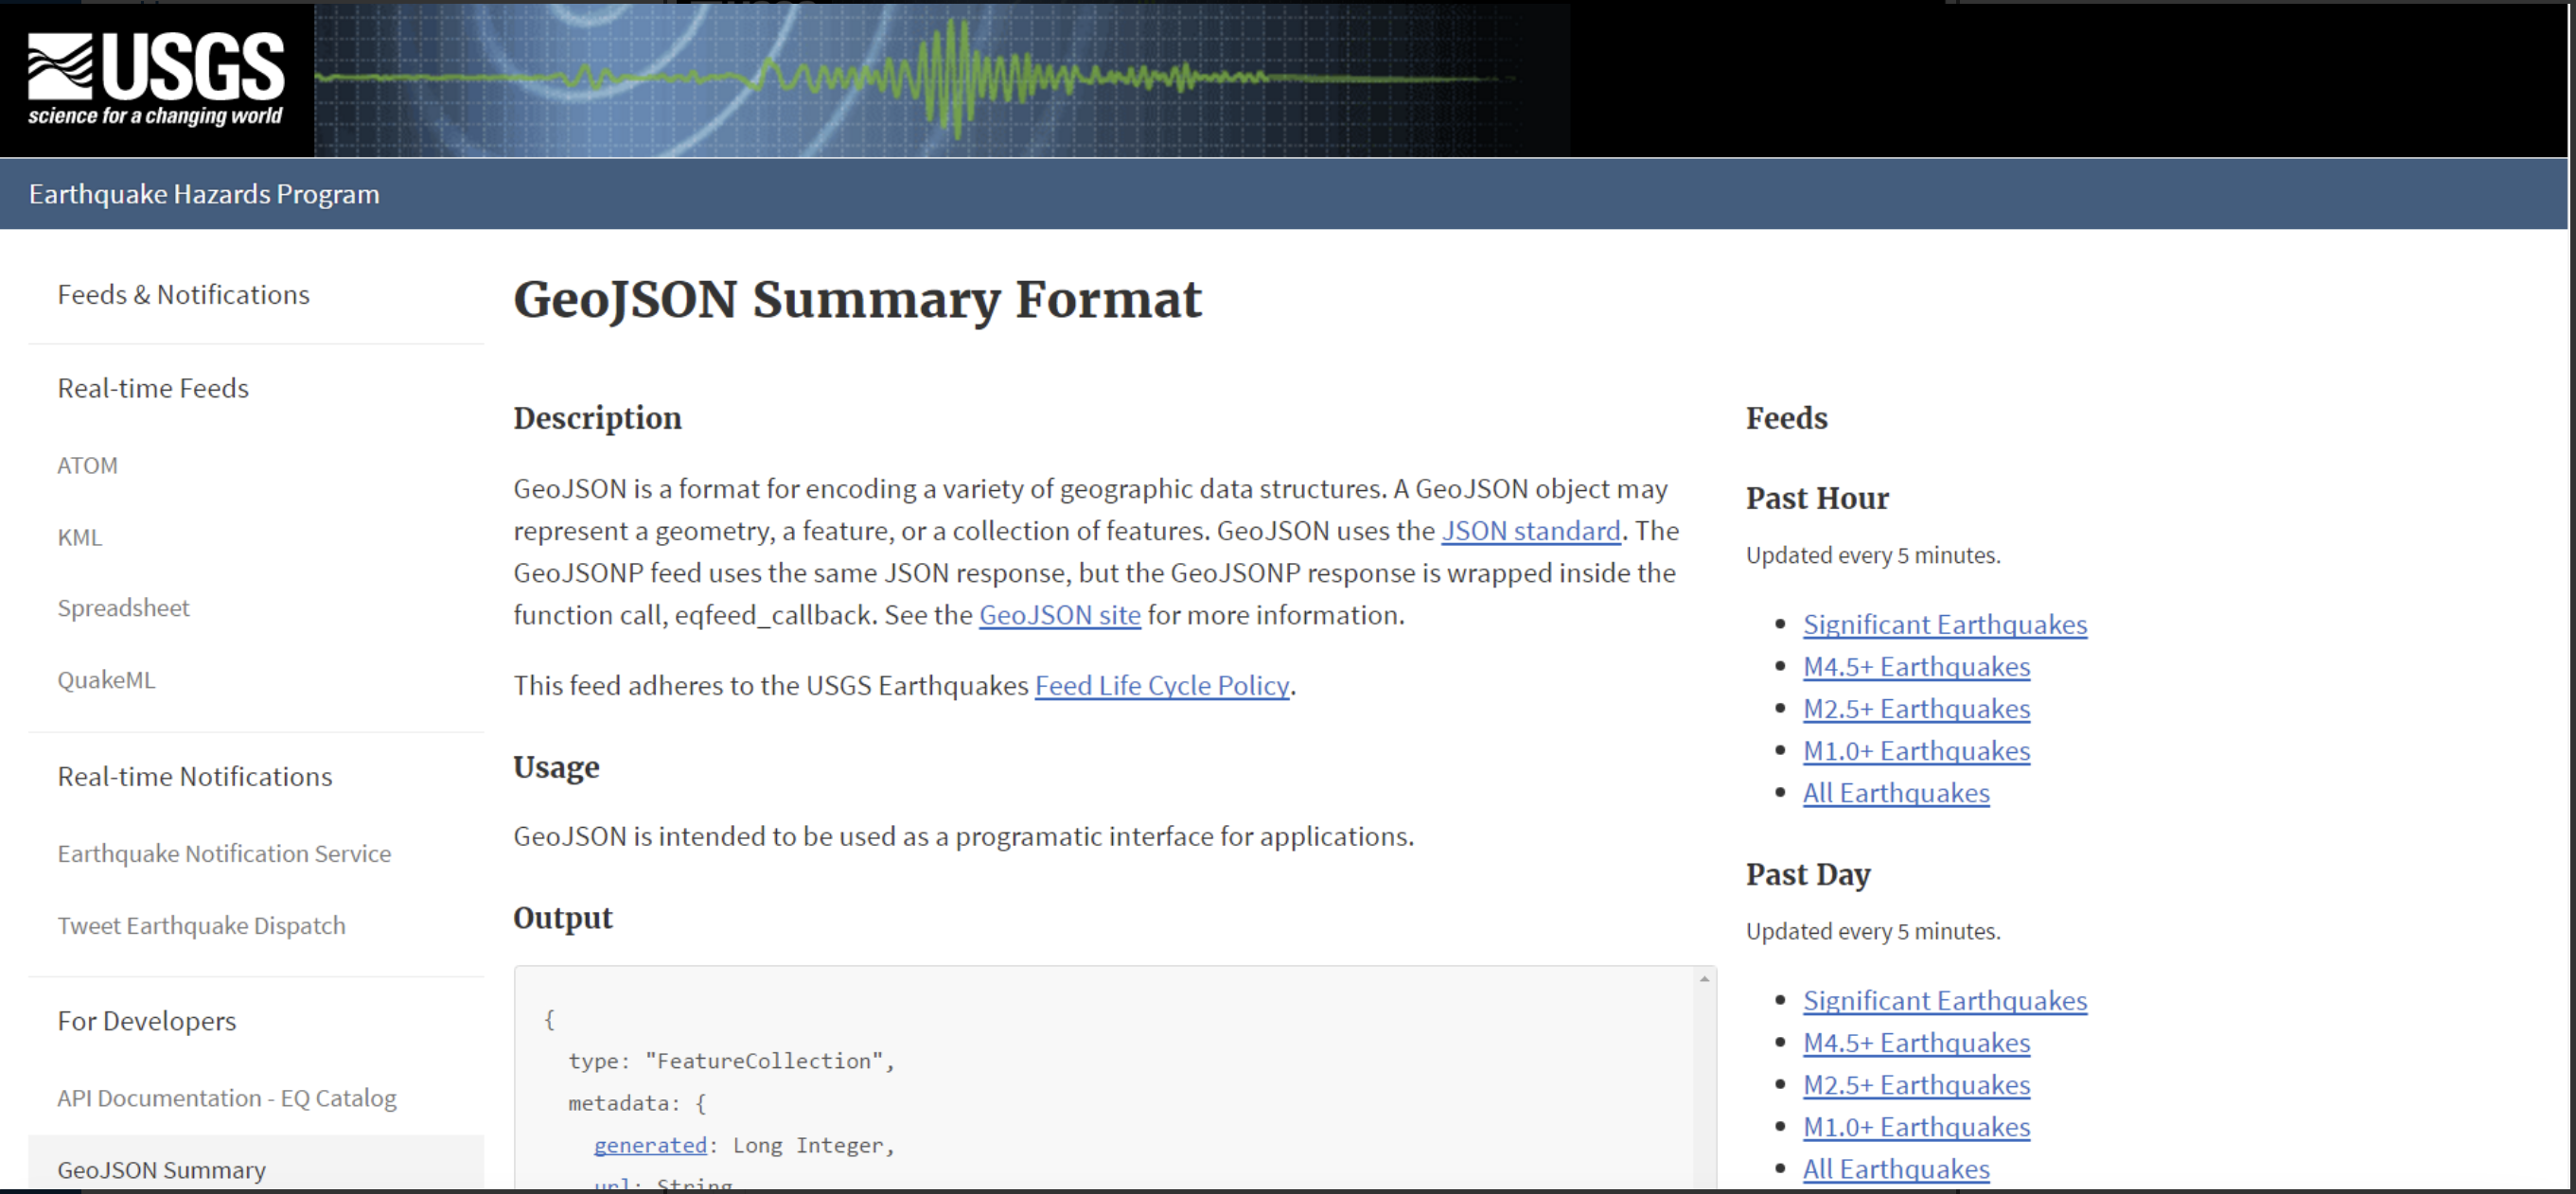 USGS
science for a changing world
Earthquake Hazards Program
Feeds & Notifications
Real-time Feeds
ATOM
KML
Spreadsheet
QuakeML
Real-time Notifications
Earthquake Notification Service
Tweet Earthquake Dispatch
For Developers
API Documentation - EQ Catalog
GeoJSON Summary
GeoJSON Summary Format
Description
GeoJSON is a format for encoding a variety of geographic data structures. A GeoJSON object may
represent a geometry, a feature, or a collection of features. GeoJSON uses the JSON standard. The
GeoJSONP feed uses the same JSON response, but the GeoJSONP response is wrapped inside the
function call, eqfeed_callback. See the GeoJSON site for more information.
This feed adheres to the USGS Earthquakes Feed Life Cycle Policy.
Usage
GeoJSON is intended to be used as a programatic interface for applications.
Output
{
type: "FeatureCollection",
metadata: {
generated: Long Integer,
url: String
Feeds
Past Hour
Updated every 5 minutes.
Significant Earthquakes
M4.5+ Earthquakes
M2.5+ Earthquakes
M1.0+ Earthquakes
All Earthquakes
Past Day
Updated every 5 minutes.
Significant Earthquakes
M4.5+ Earthquakes
M2.5+ Earthquakes
M1.0+ Earthquakes
All Earthquakes